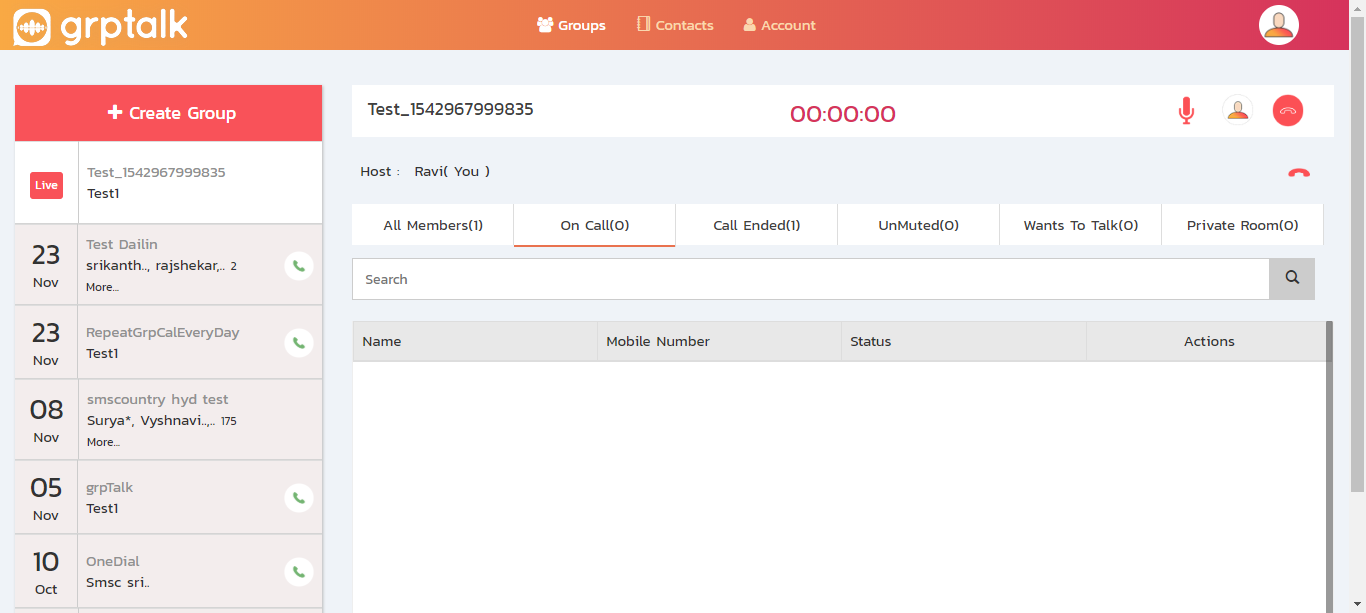 grptalk
Groups
Contacts
Account
Create Group
Live
Test_1542967999835
Test1
23
Nov
Test Dailin
srikanth.., rajshekar,.. 2
More...
23
Nov
RepeatGrpCalEveryDay
Test1
08
Nov
smscountry hyd test
Surya*, Vyshnavi..,.. 175
More...
05
Nov
grpTalk
Test1
10
Oct
OneDial
Smsc sri..
Test_1542967999835
00:00:00
Host : Ravi( You )
All Members(1)
On Call(0)
Call Ended(1)
UnMuted(0)
Wants To Talk(0)
Private Room(0)
Search
Name
Mobile Number
Status
Actions